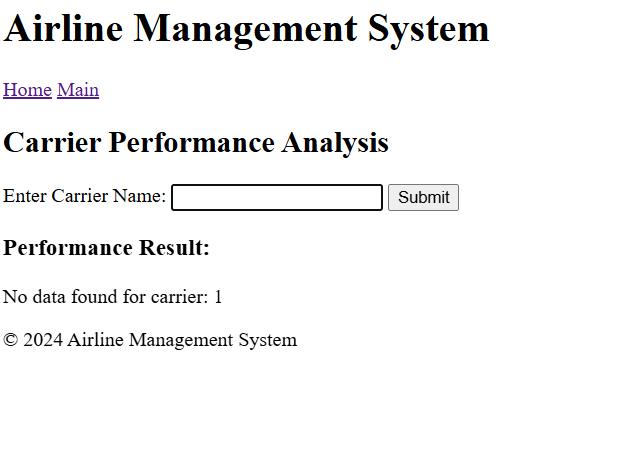 Airline Management System
Home Main
Carrier Performance Analysis
Enter Carrier Name: Submit
Performance Result:
No data found for carrier: 1
© 2024 Airline Management System